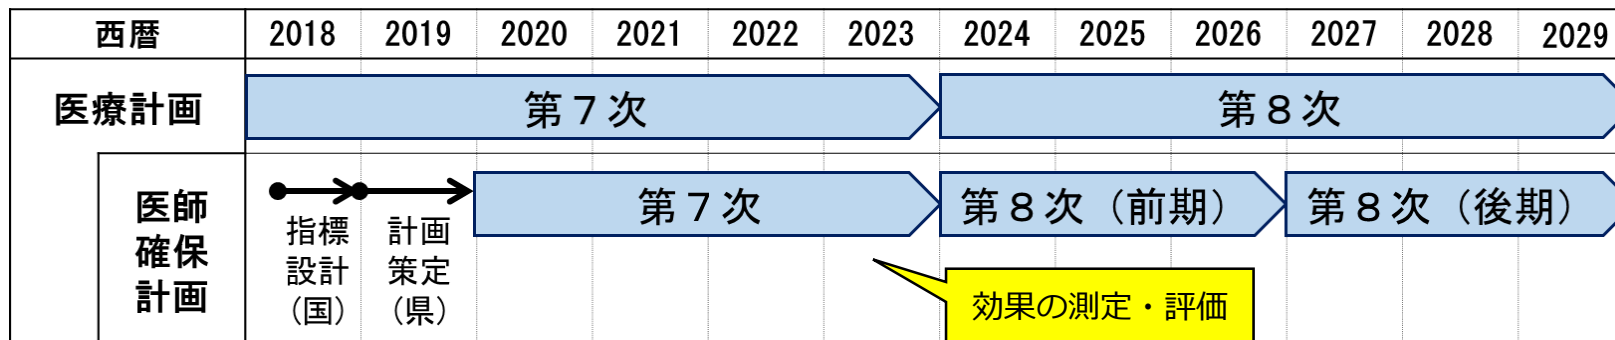 西暦 2018 2019 2020 2021 2022 2023 2024 2025 2026 2027 2028 2029
医療計画 第７次 第８次
医師
確保
計画
指標
設計
（国）
計画
策定
（県）
第７次 第８次（前期） 第８次（後期）
効果の測定・評価